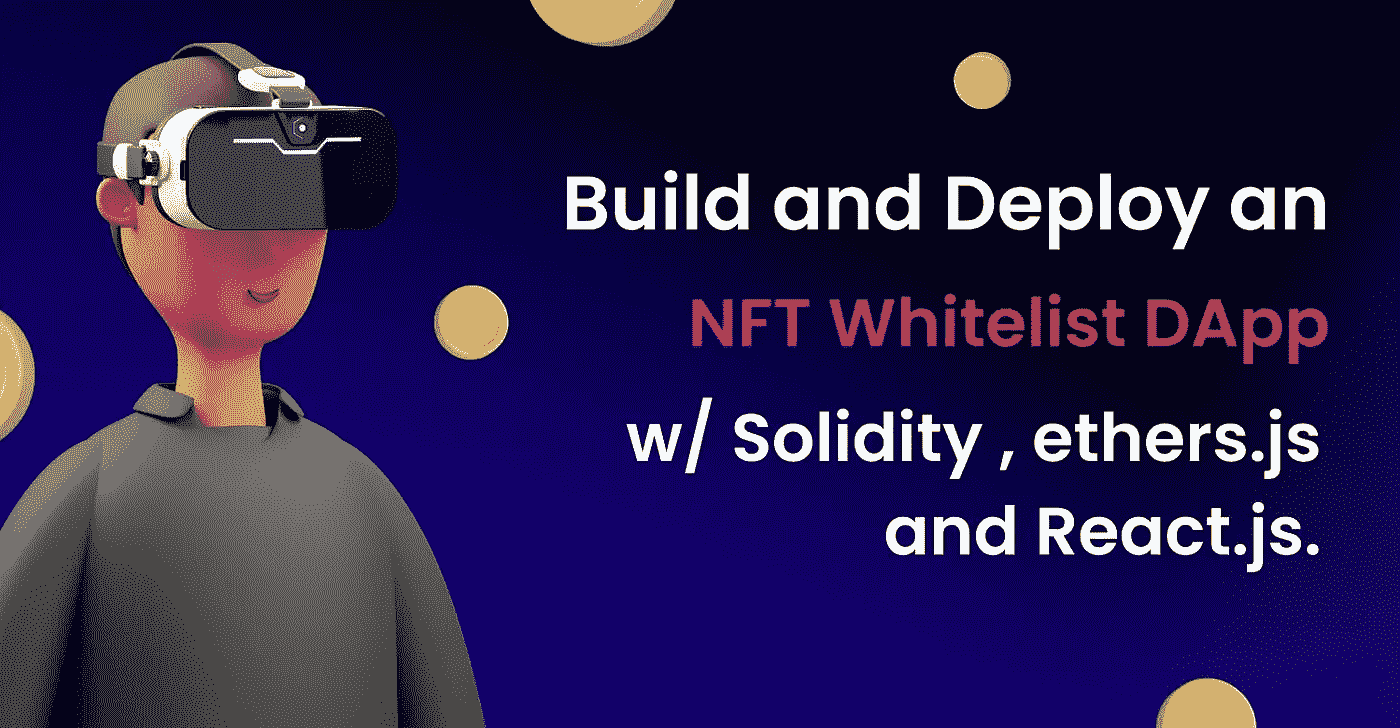 Build and Deploy an
NFT Whitelist DApp
w/ Solidity , ethers.js
and React.js.